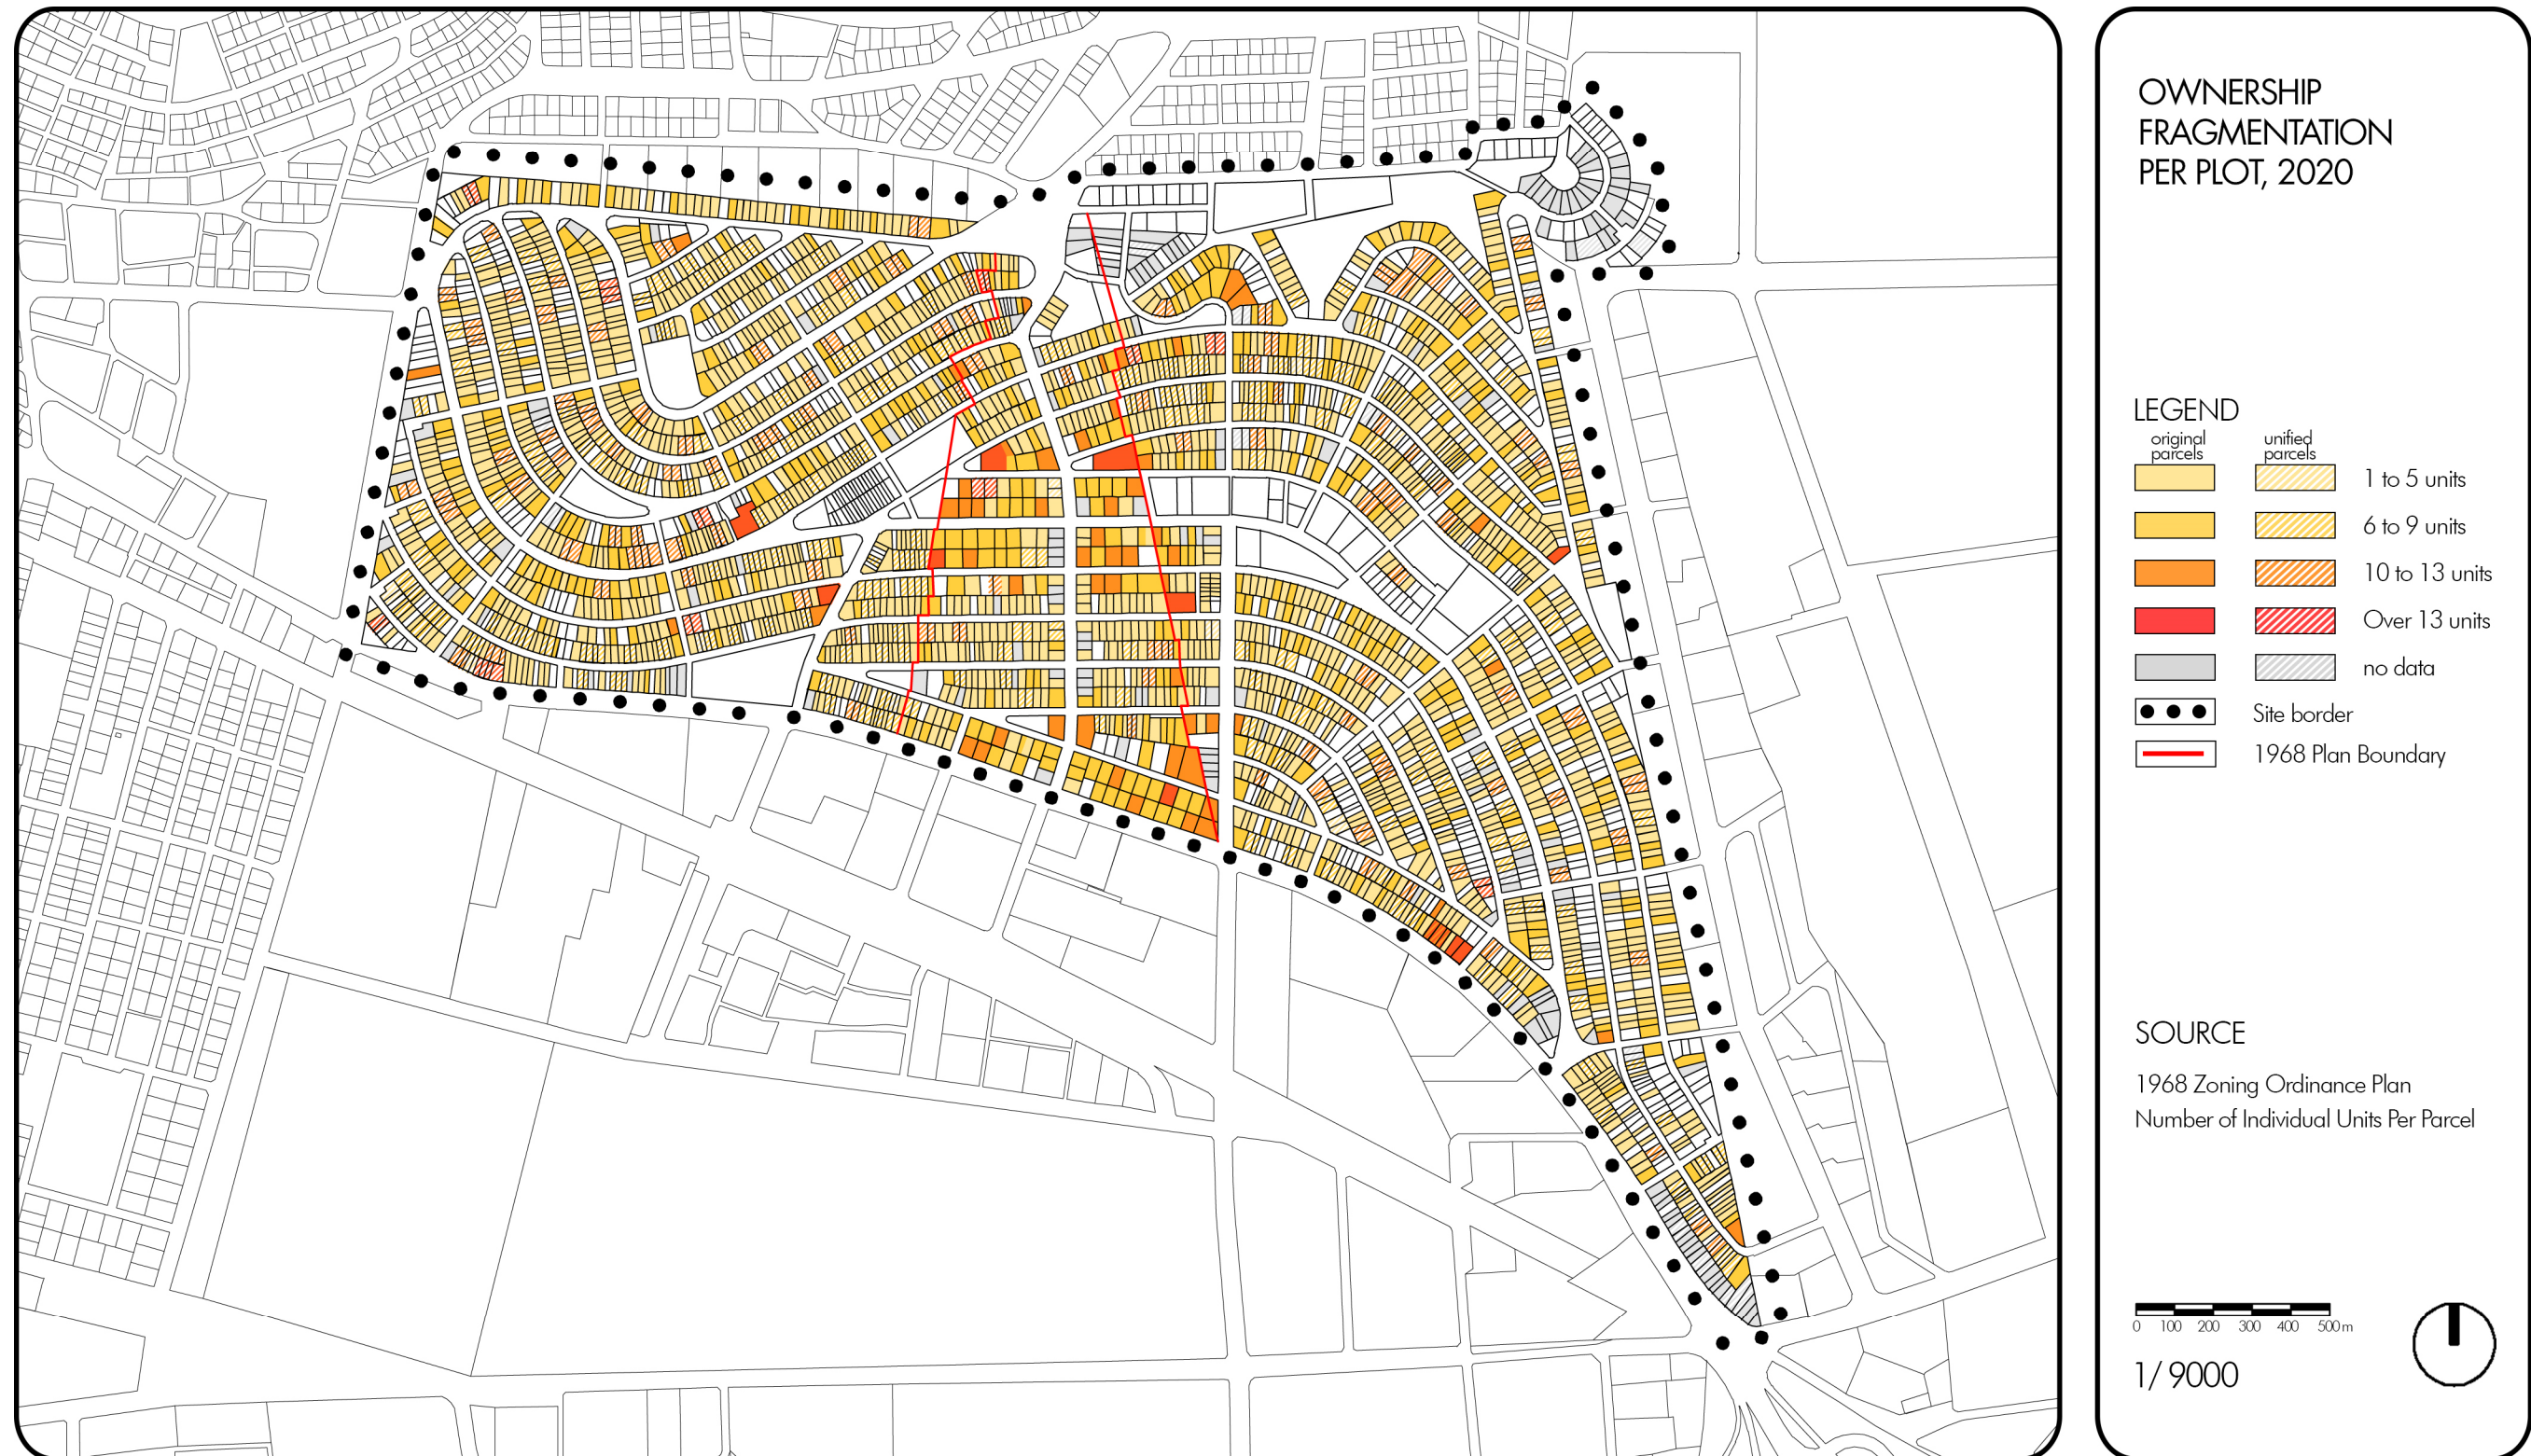 OWNERSHIP
FRAGMENTATION
PER PLOT, 2020
LEGEND
original parcels
unified parcels
1 to 5 units
6 to 9 units
10 to 13 units
Over 13 units
no data
Site border
1968 Plan Boundary
SOURCE
1968 Zoning Ordinance Plan
Number of Individual Units Per Parcel
0 100 200 300 400 500m
1/9000